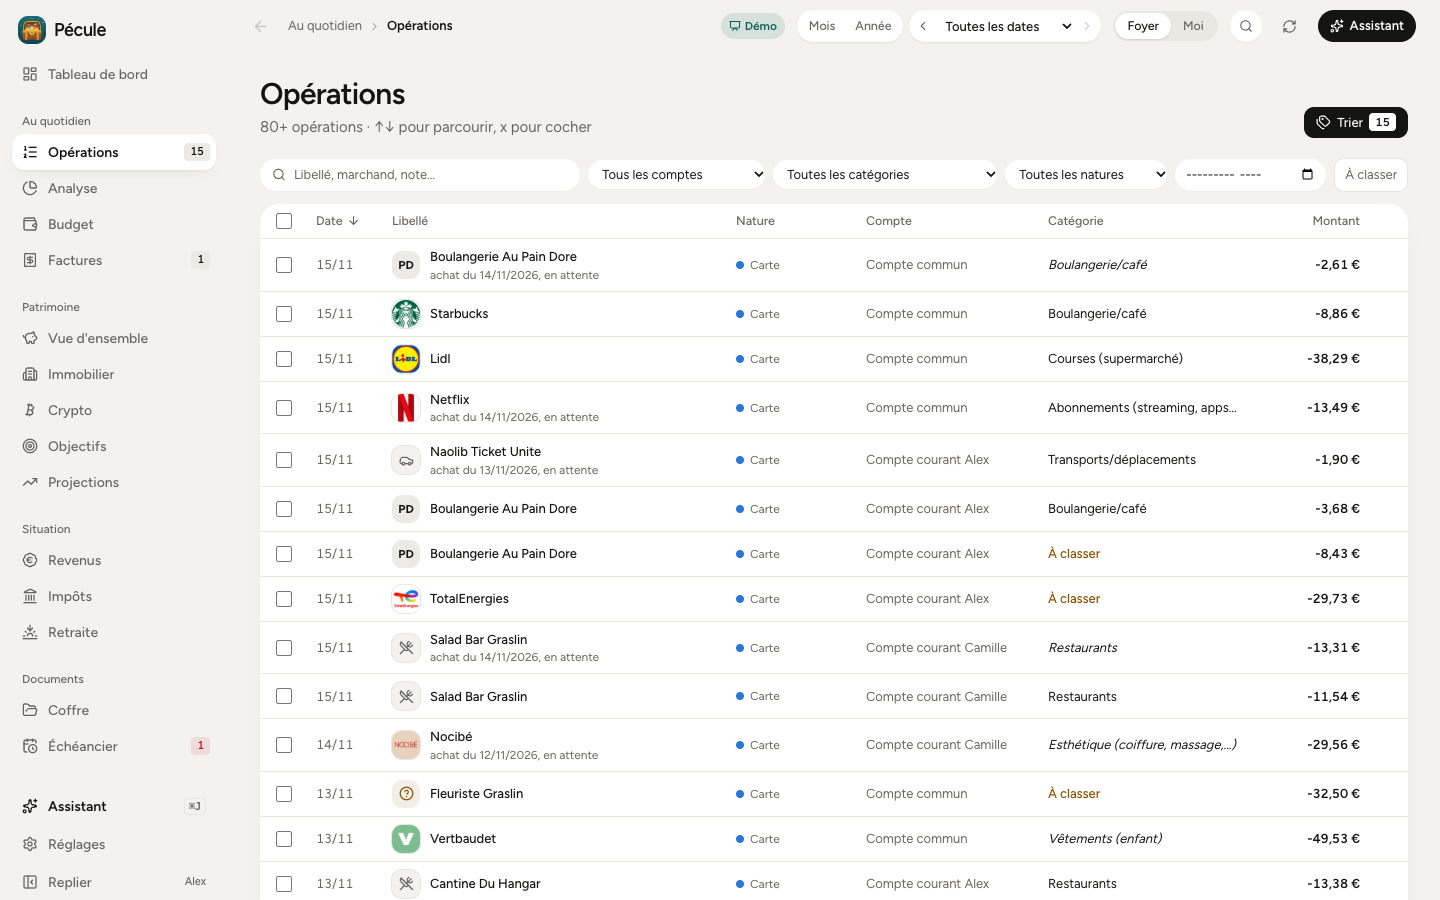 Pécule
Au quotidien
Opérations
Démo
Mois
Année
Toutes les dates
Foyer
Moi
Assistant
Tableau de bord
Au quotidien
Opérations 15
Analyse
Budget
Factures 1
Patrimoine
Vue d'ensemble
Immobilier
Crypto
Objectifs
Projections
Situation
Revenus
Impôts
Retraite
Documents
Coffre
Échéancier 1
Assistant ⌘J
Réglages
Replier Alex
Opérations
80+ opérations · ↑↓ pour parcourir, x pour cocher
Trier 15
Libellé, marchand, note...
Tous les comptes
Toutes les catégories
Toutes les natures
--------- ----
À classer
Date ↓ Libellé Nature Compte Catégorie Montant
15/11 PD Boulangerie Au Pain Dore Carte Compte commun Boulangerie/café -2,61 €
achat du 14/11/2026, en attente
15/11 Starbucks Carte Compte commun Boulangerie/café -8,86 €
15/11 LIDL Lidl Carte Compte commun Courses (supermarché) -38,29 €
15/11 N Netflix Carte Compte commun Abonnements (streaming, apps... -13,49 €
achat du 14/11/2026, en attente
15/11 Naolib Ticket Unite Carte Compte courant Alex Transports/déplacements -1,90 €
achat du 13/11/2026, en attente
15/11 PD Boulangerie Au Pain Dore Carte Compte courant Alex Boulangerie/café -3,68 €
15/11 PD Boulangerie Au Pain Dore Carte Compte courant Alex À classer -8,43 €
15/11 TotalEnergies TotalEnergies Carte Compte courant Alex À classer -29,73 €
15/11 Salad Bar Graslin Carte Compte courant Camille Restaurants -13,31 €
achat du 14/11/2026, en attente
15/11 Salad Bar Graslin Carte Compte courant Camille Restaurants -11,54 €
14/11 NOCIBÉ Nocibé Carte Compte courant Camille Esthétique (coiffure, massage,...) -29,56 €
achat du 12/11/2026, en attente
13/11 Fleuriste Graslin Carte Compte commun À classer -32,50 €
13/11 V Vertbaudet Carte Compte commun Vêtements (enfant) -49,53 €
13/11 Cantine Du Hangar Carte Compte courant Alex Restaurants -13,38 €